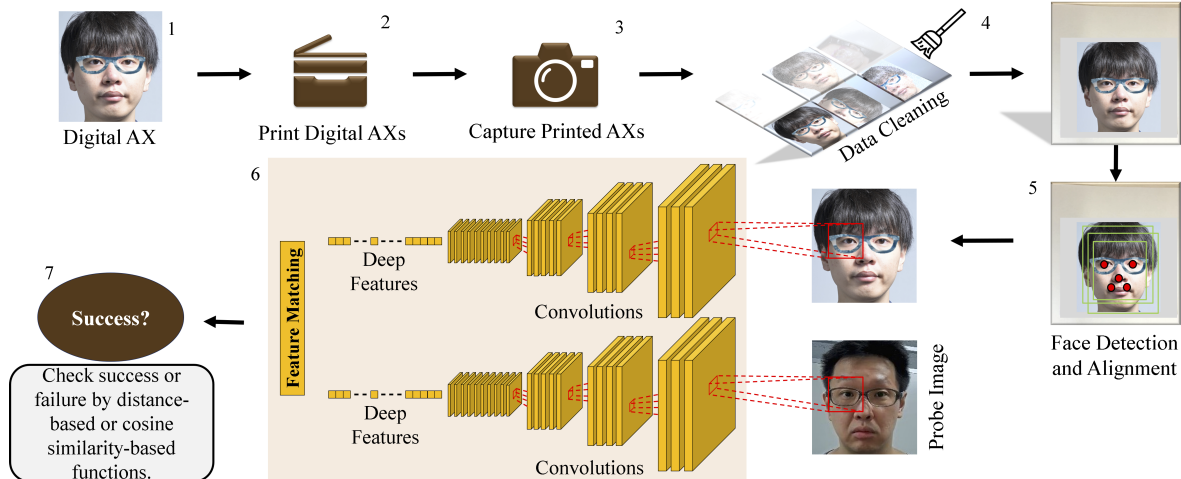 1
Digital AX
2
Print Digital AXs
3
Capture Printed AXs
4
Data Cleaning
5
Face Detection
and Alignment
6
Deep
Features
Convolutions
Feature Matching
Deep
Features
Convolutions
Probe Image
7
Success?
Check success or
failure by distance-
based or cosine
similarity-based
functions.